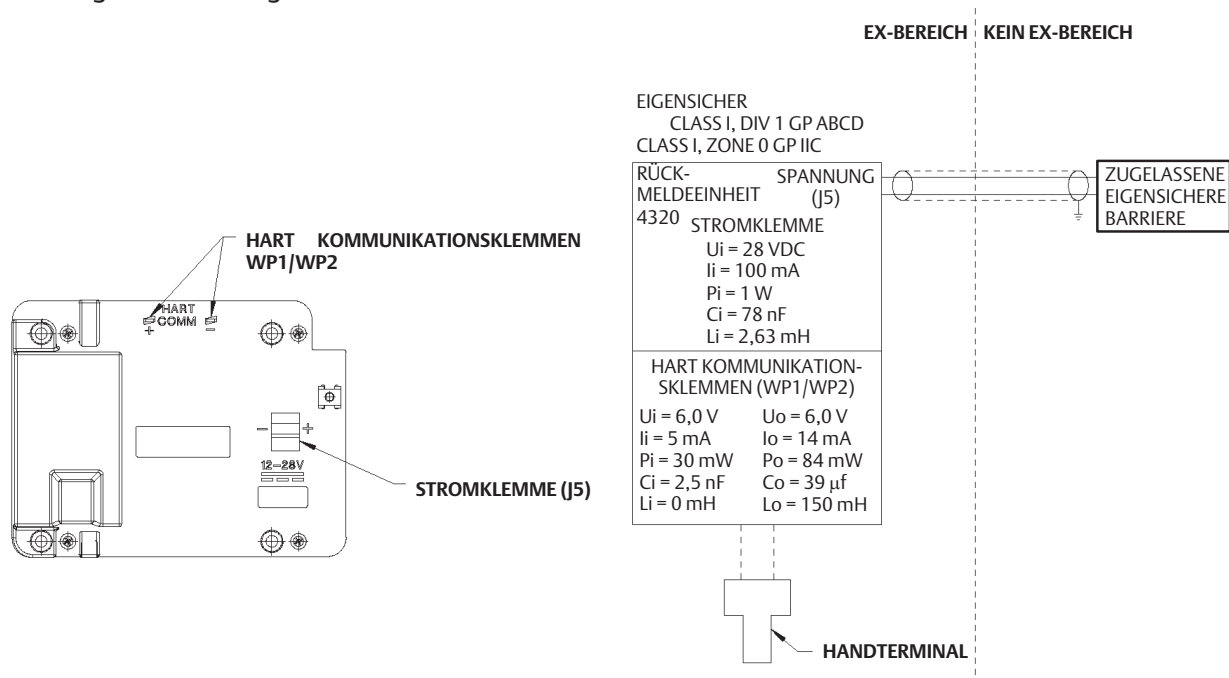 EX-BEREICH
KEIN EX-BEREICH
EIGENSICHER
CLASS I, DIV 1 GP ABCD
CLASS I, ZONE 0 GP IIC
RÜCK-
MELDEEINHEIT
4320
SPANNUNG
(J5)
STROMKLEMME
Ui = 28 VDC
Ii = 100 mA
Pi = 1 W
Ci = 78 nF
Li = 2,63 mH
HART KOMMUNIKATION-
SKLEMMEN (WP1/WP2)
Ui = 6,0 V
Ii = 5 mA
Pi = 30 mW
Ci = 2,5 nF
Li = 0 mH
Uo = 6,0 V
Io = 14 mA
Po = 84 mW
Co = 39 μf
Lo = 150 mH
ZUGELASSENE
EIGENSICHERE
BARRIERE
HANDTERMINAL
HART KOMMUNIKATIONSKLEMMEN
WP1/WP2
HART
COMM
+ −
− +
12−28V
STROMKLEMME (J5)